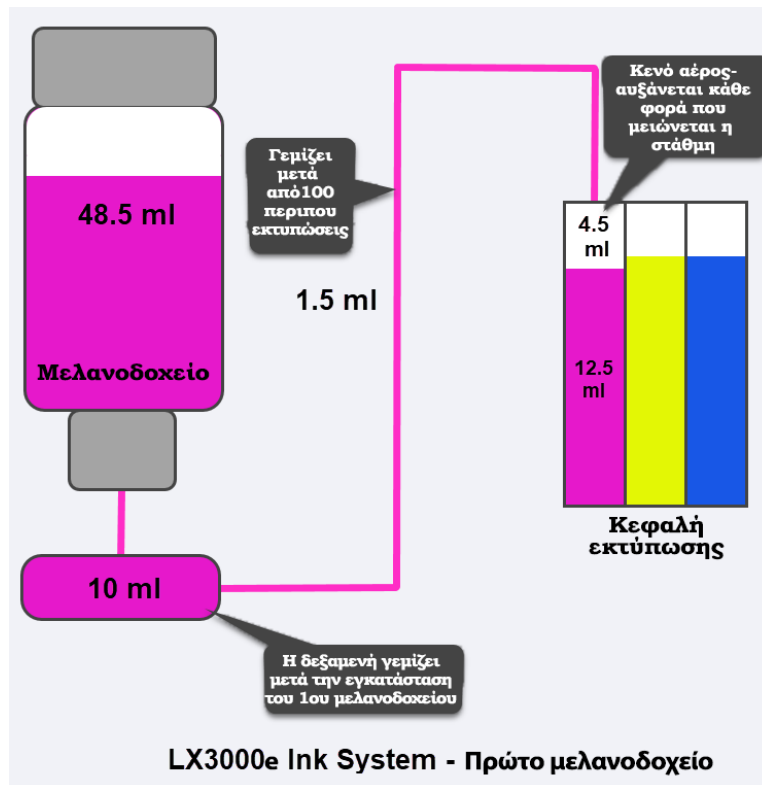 Κενό αέρος-
αυξάνεται κάθε
φορά που
μειώνεται η
στάθμη
Γεμίζει
μετά
από100
περιπου
εκτυπώσεις
48.5 ml
4.5
ml
1.5 ml
Μελανοδοχείο
12.5
ml
Κεφαλή
εκτύπωσης
10 ml
Η δεξαμενή γεμίζει
μετά την εγκατάσταση
του 1ου μελανοδοχείου
LX3000e Ink System - Πρώτο μελανοδοχείο